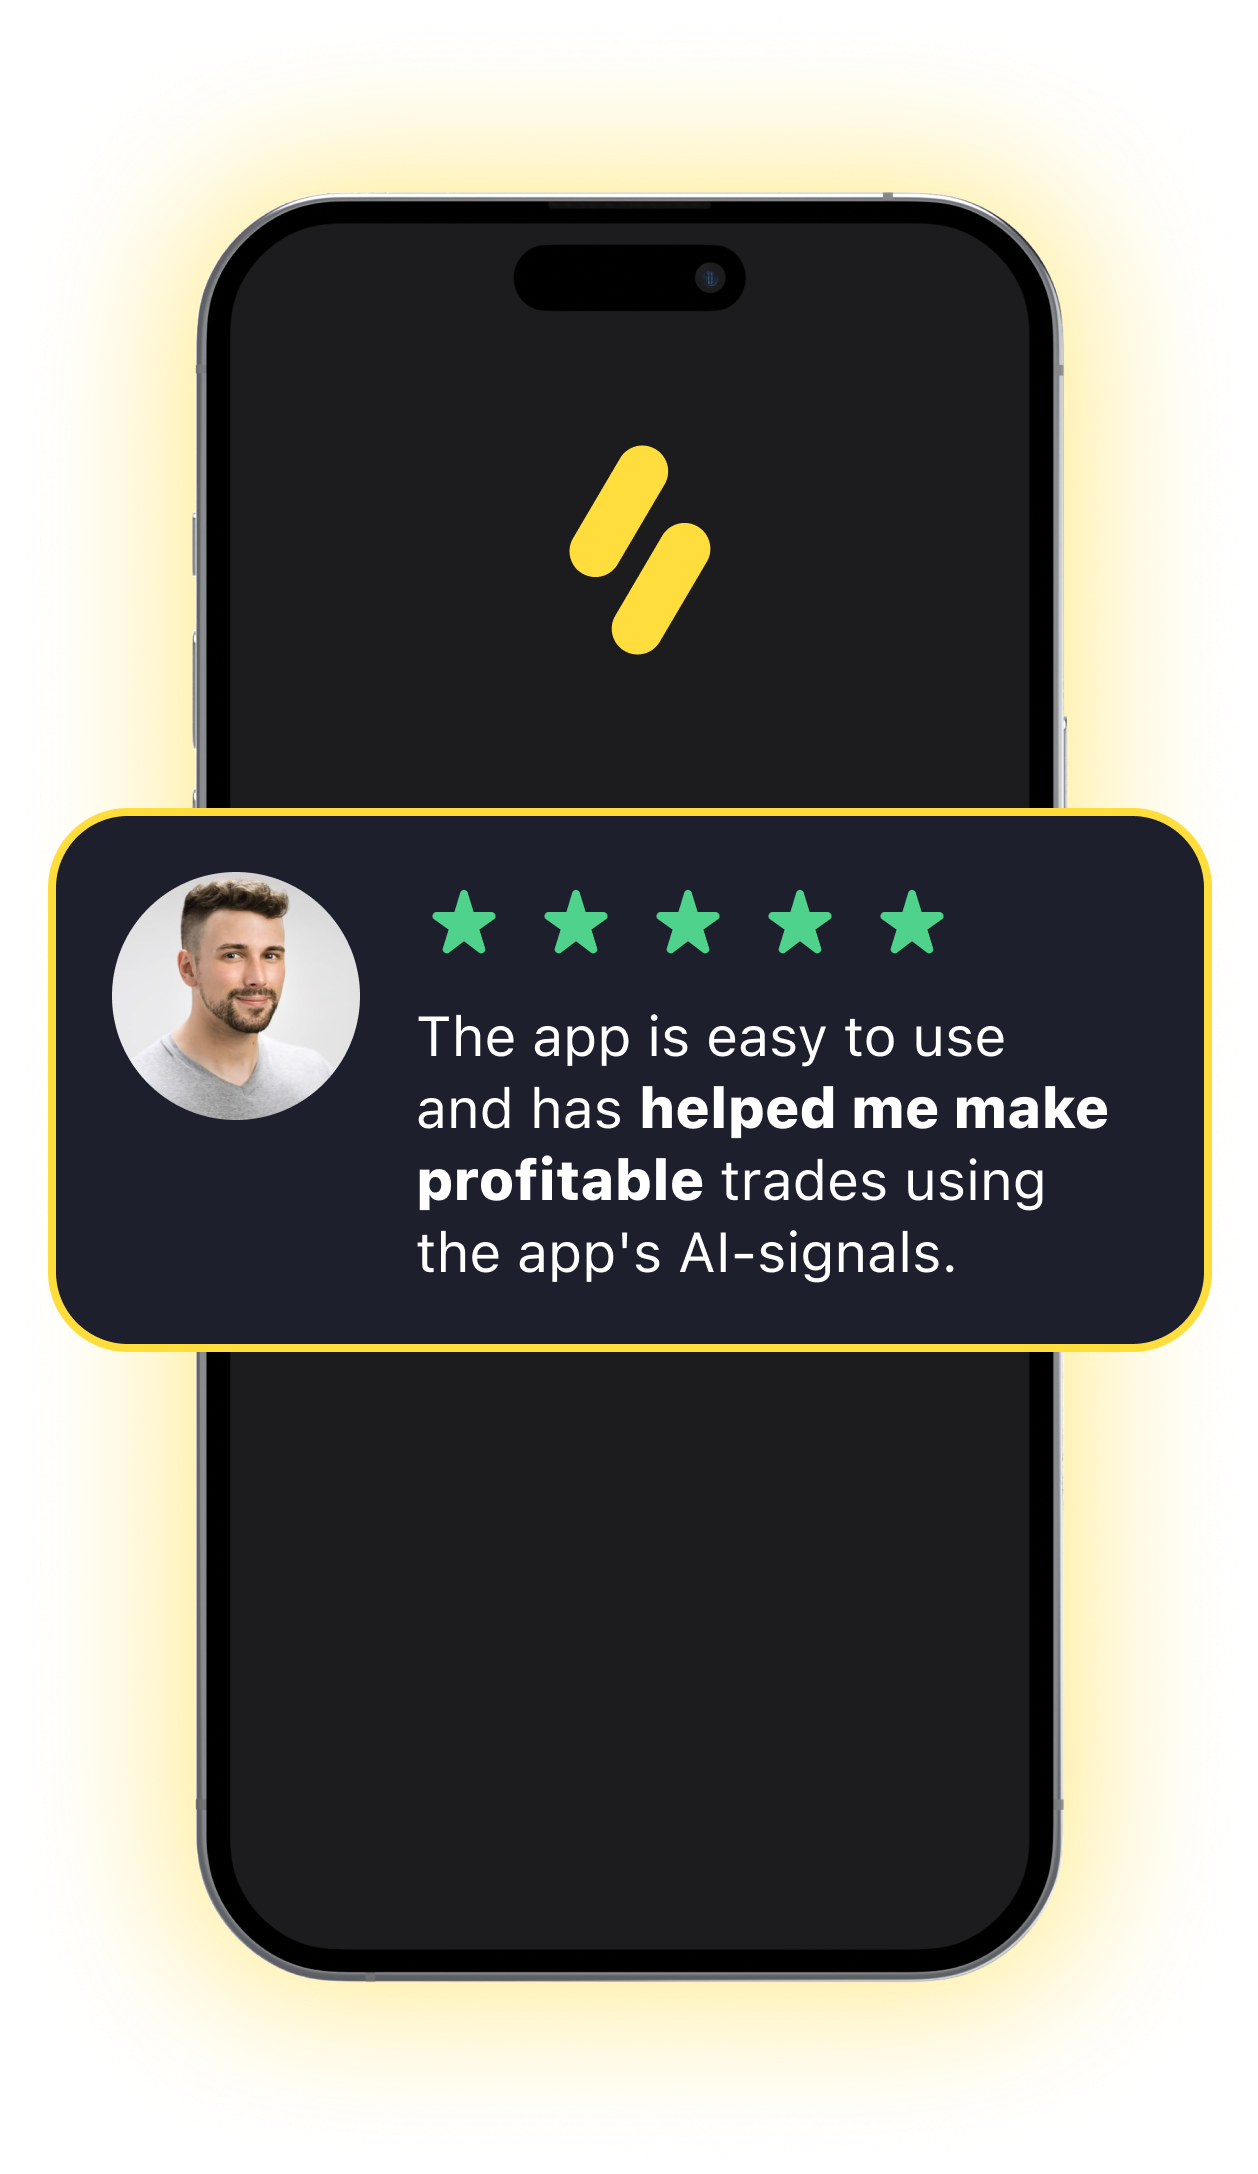 The app is easy to use
and has helped me make
profitable trades using
the app's AI-signals.